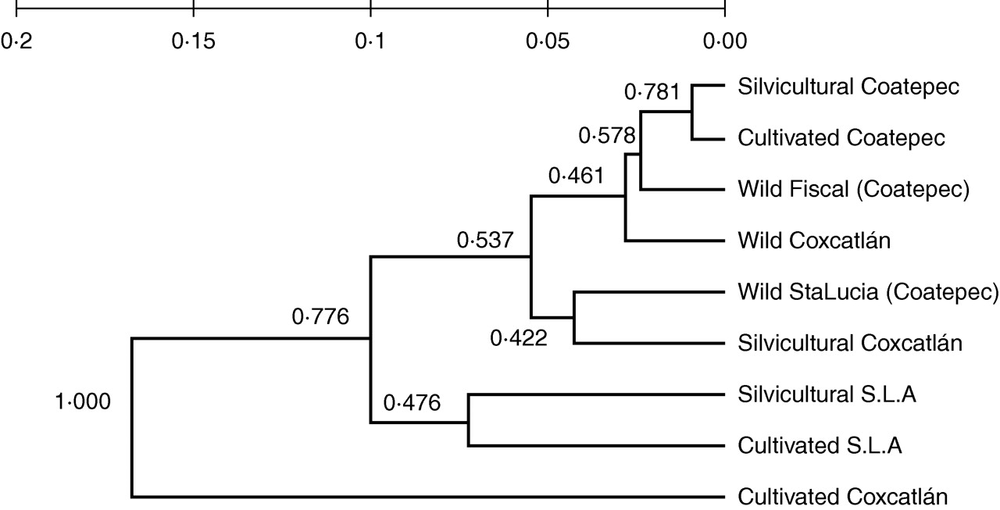 0·2 0·15 0·1 0·05 0·00
Silvicultural Coatepec
0·781
Cultivated Coatepec
0·578
0·461
Wild Fiscal (Coatepec)
Wild Coxcatlán
0·537
Wild StaLucia (Coatepec)
0·776
0·422
Silvicultural Coxcatlán
Silvicultural S.L.A
1·000
0·476
Cultivated S.L.A
Cultivated Coxcatlán